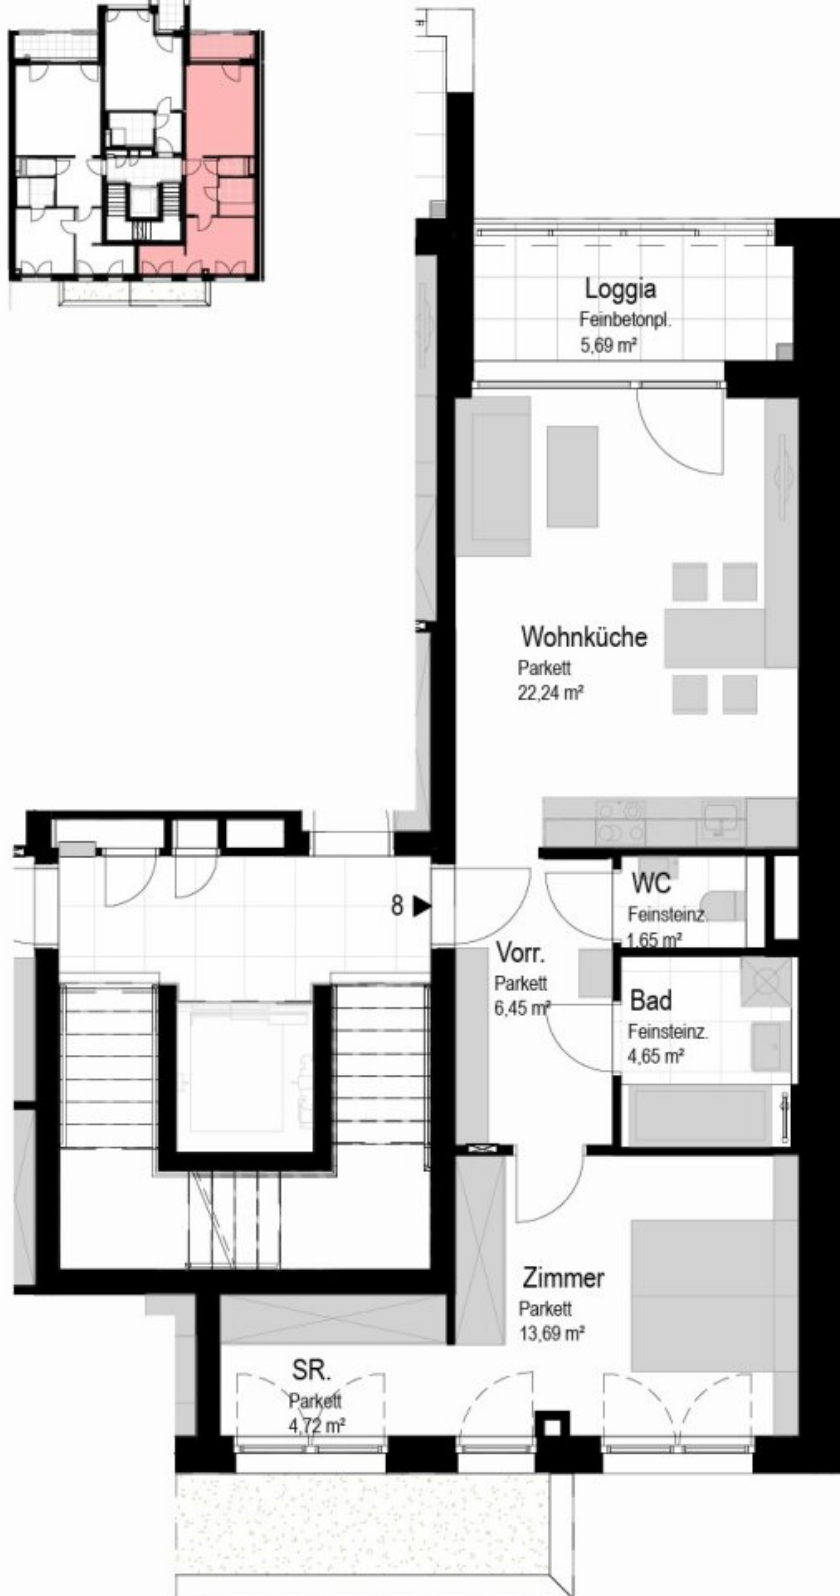 Loggia
Feinbetonpl.
5,69 m²
Wohnküche
Parkett
22,24 m²
WC
Feinsteinz.
1.65 m²
8
Vorr.
Parkett
6,45 m²
Bad
Feinsteinz.
4,65 m²
Zimmer
Parkett
13,69 m²
SR.
Parkett
4,72 m²